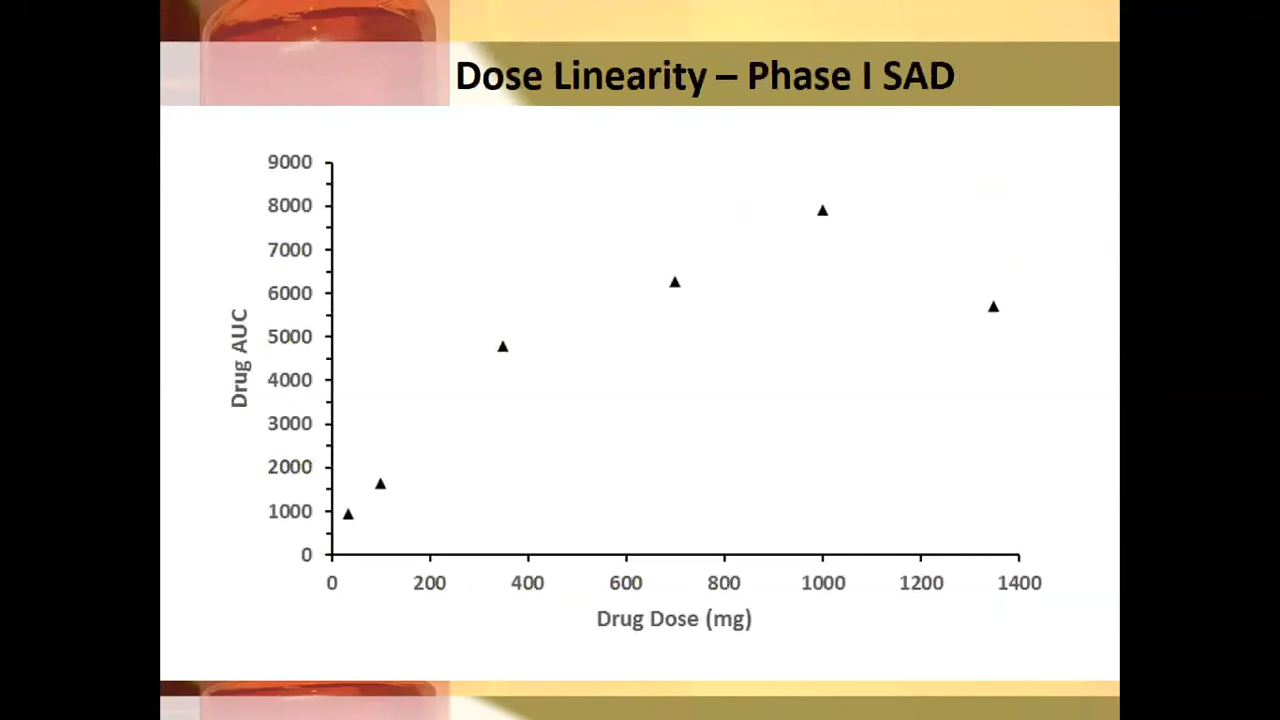 Dose Linearity – Phase I SAD
9000
8000
7000
6000
5000
4000
3000
2000
1000
0
Drug AUC
0 200 400 600 800 1000 1200 1400
Drug Dose (mg)